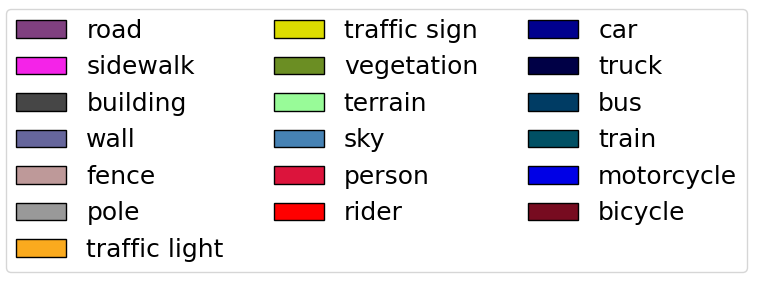 road
sidewalk
building
wall
fence
pole
traffic light
traffic sign
vegetation
terrain
sky
person
rider
car
truck
bus
train
motorcycle
bicycle